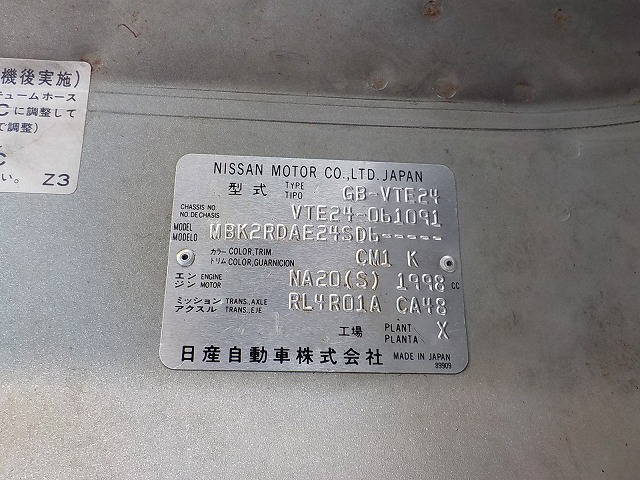 機後実施)
チュームホース
Cに調整して
で調整)
C
い。 Z3
NISSAN MOTOR CO.,LTD.JAPAN
型式 TYPE TIPO GB-VTE24
CHASSIS NO NO.DECHASIS VTE24-061091
MODEL MODELO MBK2RDAE24SD6-----
カラー COLOR,TRIM トリム COLOR,GUARNICION CM1 K
エンジン ENGINE MOTOR NA20(S) 1998 CC
ミッション アクスル TRANS.,AXLE TRANS.,EJE RL4R01A CA48
工場 PLANT PLANTA X
日産自動車株式会社 MADE IN JAPAN
89909